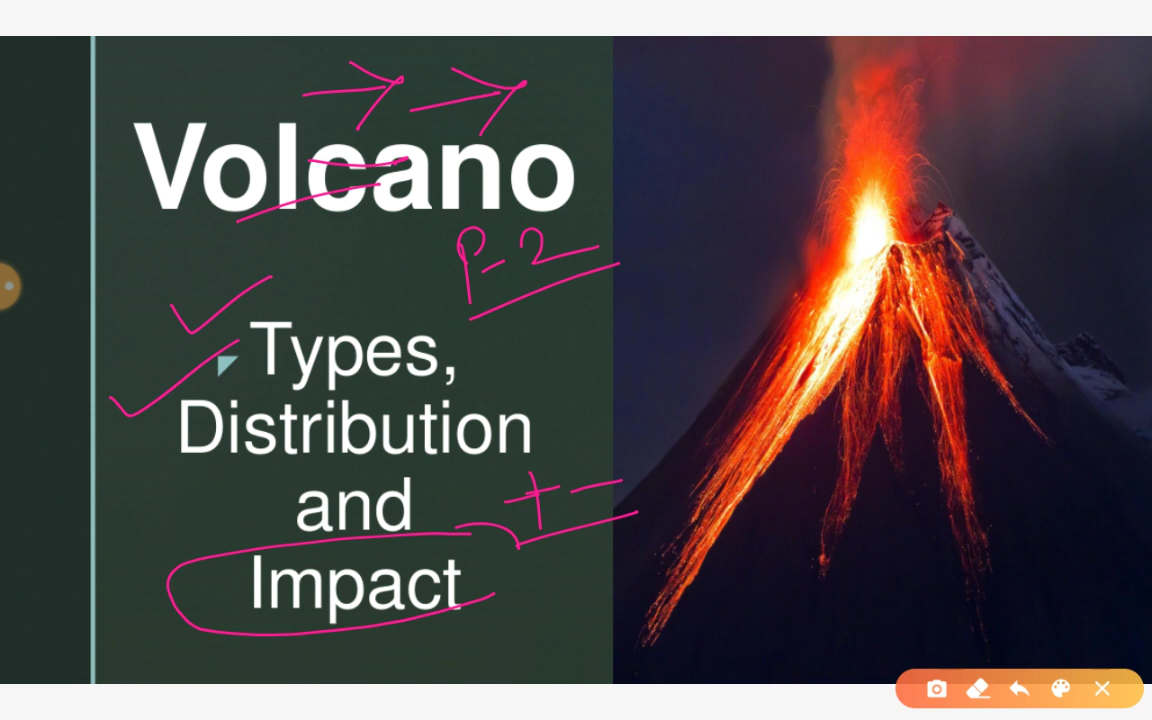 Volcano
P-2
Types,
Distribution
and
+ -
Impact